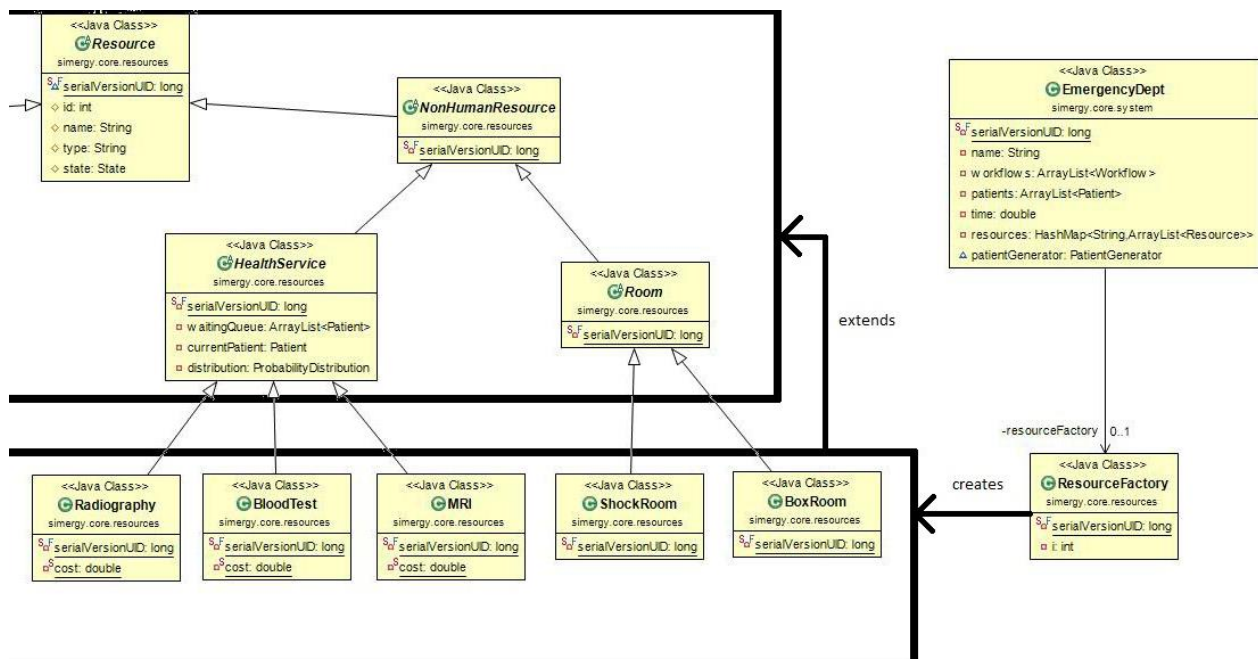 <<Java Class>>
Resource
simergy.core.resources
serialVersionUID: long
id: int
name: String
type: String
state: State
<<Java Class>>
NonHumanResource
simergy.core.resources
serialVersionUID: long
<<Java Class>>
EmergencyDept
simergy.core.system
serialVersionUID: long
name: String
workflows: ArrayList<Workflow>
patients: ArrayList<Patient>
time: double
resources: HashMap<String,ArrayList<Resource>>
patientGenerator: PatientGenerator
<<Java Class>>
HealthService
simergy.core.resources
serialVersionUID: long
waitingQueue: ArrayList<Patient>
currentPatient: Patient
distribution: ProbabilityDistribution
<<Java Class>>
Room
simergy.core.resources
serialVersionUID: long
extends
-resourceFactory 0..1
<<Java Class>>
Radiography
simergy.core.resources
serialVersionUID: long
cost: double
<<Java Class>>
BloodTest
simergy.core.resources
serialVersionUID: long
cost: double
<<Java Class>>
MRI
simergy.core.resources
serialVersionUID: long
cost: double
<<Java Class>>
ShockRoom
simergy.core.resources
serialVersionUID: long
<<Java Class>>
BoxRoom
simergy.core.resources
serialVersionUID: long
creates
<<Java Class>>
ResourceFactory
simergy.core.resources
serialVersionUID: long
i: int